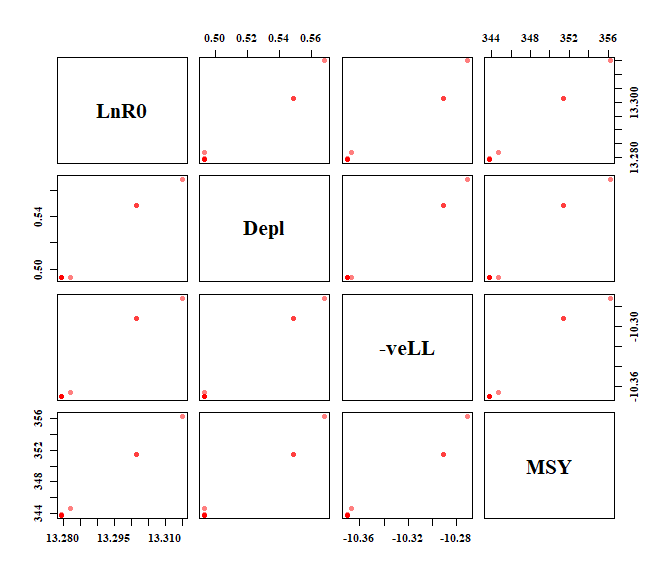 0.50 0.52 0.54 0.56 344 348 352 356
LnR0
13.280 13.300
Depl
0.50 0.54
-veLL
-10.36 -10.30
MSY
344 348 352 356
13.280 13.295 13.310 -10.36 -10.32 -10.28